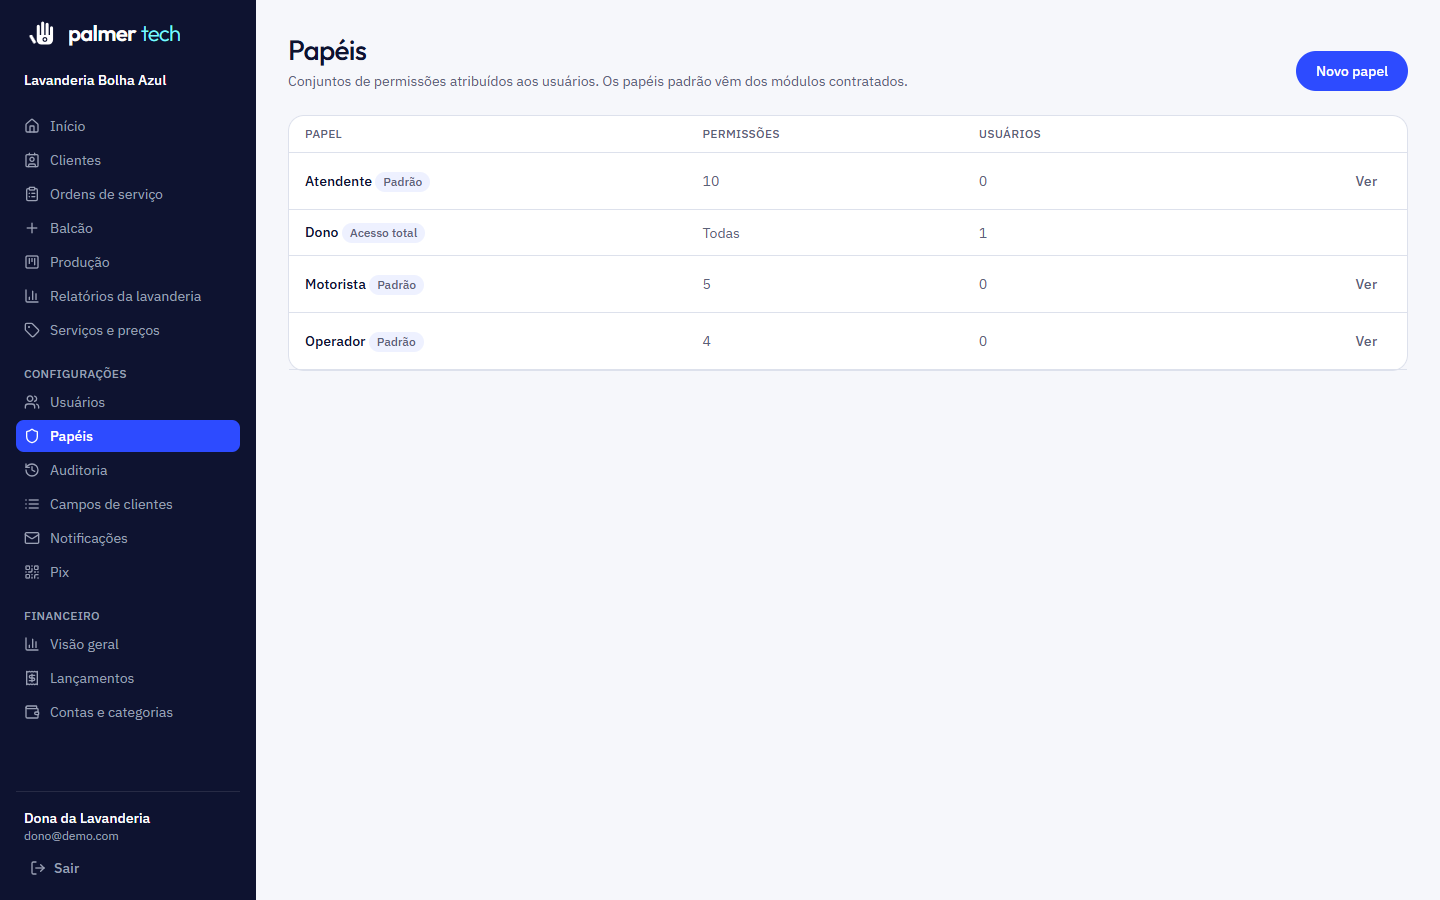 palmer tech
Lavanderia Bolha Azul
Início
Clientes
Ordens de serviço
Balcão
Produção
Relatórios da lavanderia
Serviços e preços
CONFIGURAÇÕES
Usuários
Papéis
Auditoria
Campos de clientes
Notificações
Pix
FINANCEIRO
Visão geral
Lançamentos
Contas e categorias
Dona da Lavanderia
dono@demo.com
Sair
Papéis
Conjuntos de permissões atribuídos aos usuários. Os papéis padrão vêm dos módulos contratados.
Novo papel
PAPEL PERMISSÕES USUÁRIOS
Atendente Padrão 10 0 Ver
Dono Acesso total Todas 1
Motorista Padrão 5 0 Ver
Operador Padrão 4 0 Ver